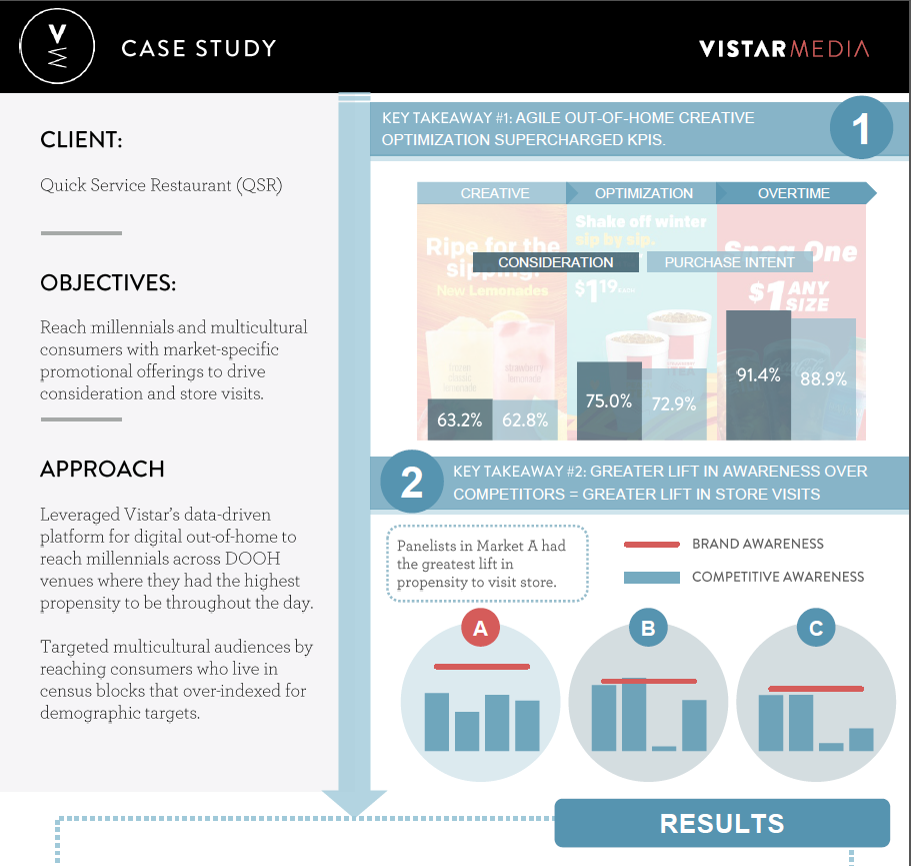 CASE STUDY
VISTARMEDIA
CLIENT:
Quick Service Restaurant (QSR)
OBJECTIVES:
Reach millennials and multicultural
consumers with market-specific
promotional offerings to drive
consideration and store visits.
APPROACH
Leveraged Vistar's data-driven
platform for digital out-of-home to
reach millennials across DOOH
venues where they had the highest
propensity to be throughout the day.
Targeted multicultural audiences by
reaching consumers who live in
census blocks that over-indexed for
demographic targets.
KEY TAKEAWAY #1: AGILE OUT-OF-HOME CREATIVE
OPTIMIZATION SUPERCHARGED KPIS.
1
CREATIVE
OPTIMIZATION
OVERTIME
Ripe for the
New Lemonades
frozen
classic
lemonade
strawberry
lemonade
Shake off winter
sip by sip.
$1.19 EACH
One
$1 ANY
SIZE
CONSIDERATION
PURCHASE INTENT
63.2%
62.8%
75.0%
72.9%
91.4%
88.9%
2
KEY TAKEAWAY #2: GREATER LIFT IN AWARENESS OVER
COMPETITORS = GREATER LIFT IN STORE VISITS
Panelists in Market A had
the greatest lift in
propensity to visit store.
BRAND AWARENESS
COMPETITIVE AWARENESS
A
B
C
RESULTS